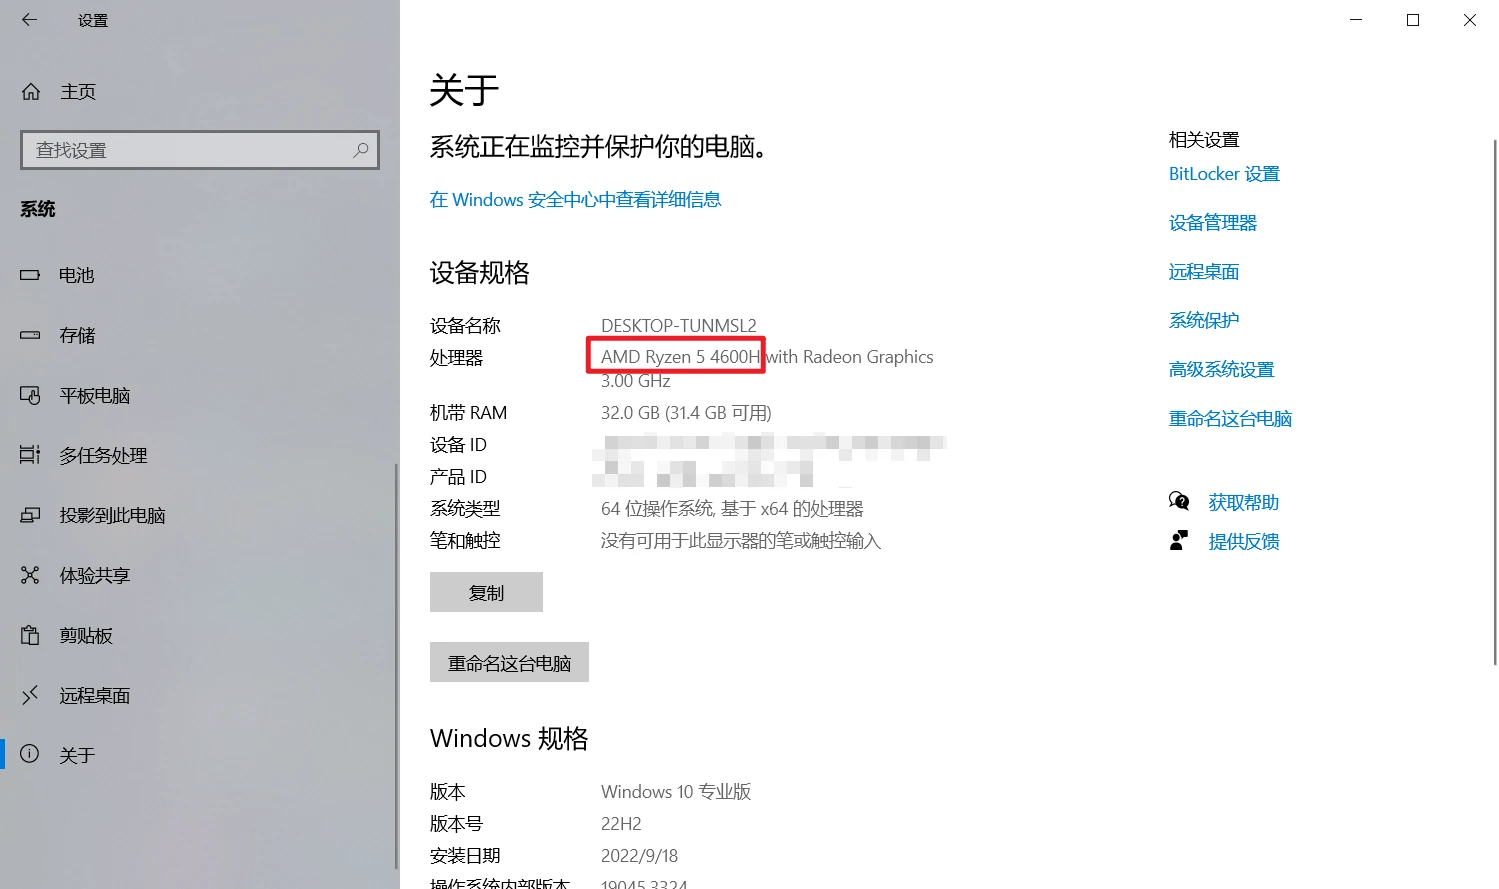 设置
主页
查找设置
系统
电池
存储
平板电脑
多任务处理
投影到此电脑
体验共享
剪贴板
远程桌面
关于
关于
系统正在监控并保护你的电脑。
在 Windows 安全中心中查看详细信息
设备规格
设备名称 DESKTOP-TUNMSL2
处理器 AMD Ryzen 5 4600H with Radeon Graphics
3.00 GHz
机带 RAM 32.0 GB (31.4 GB 可用)
设备 ID
产品 ID
系统类型 64 位操作系统, 基于 x64 的处理器
笔和触控 没有可用于此显示器的笔或触控输入
复制
重命名这台电脑
Windows 规格
版本 Windows 10 专业版
版本号 22H2
安装日期 2022/9/18
操作系统内部版本 19045.3324
相关设置
BitLocker 设置
设备管理器
远程桌面
系统保护
高级系统设置
重命名这台电脑
获取帮助
提供反馈